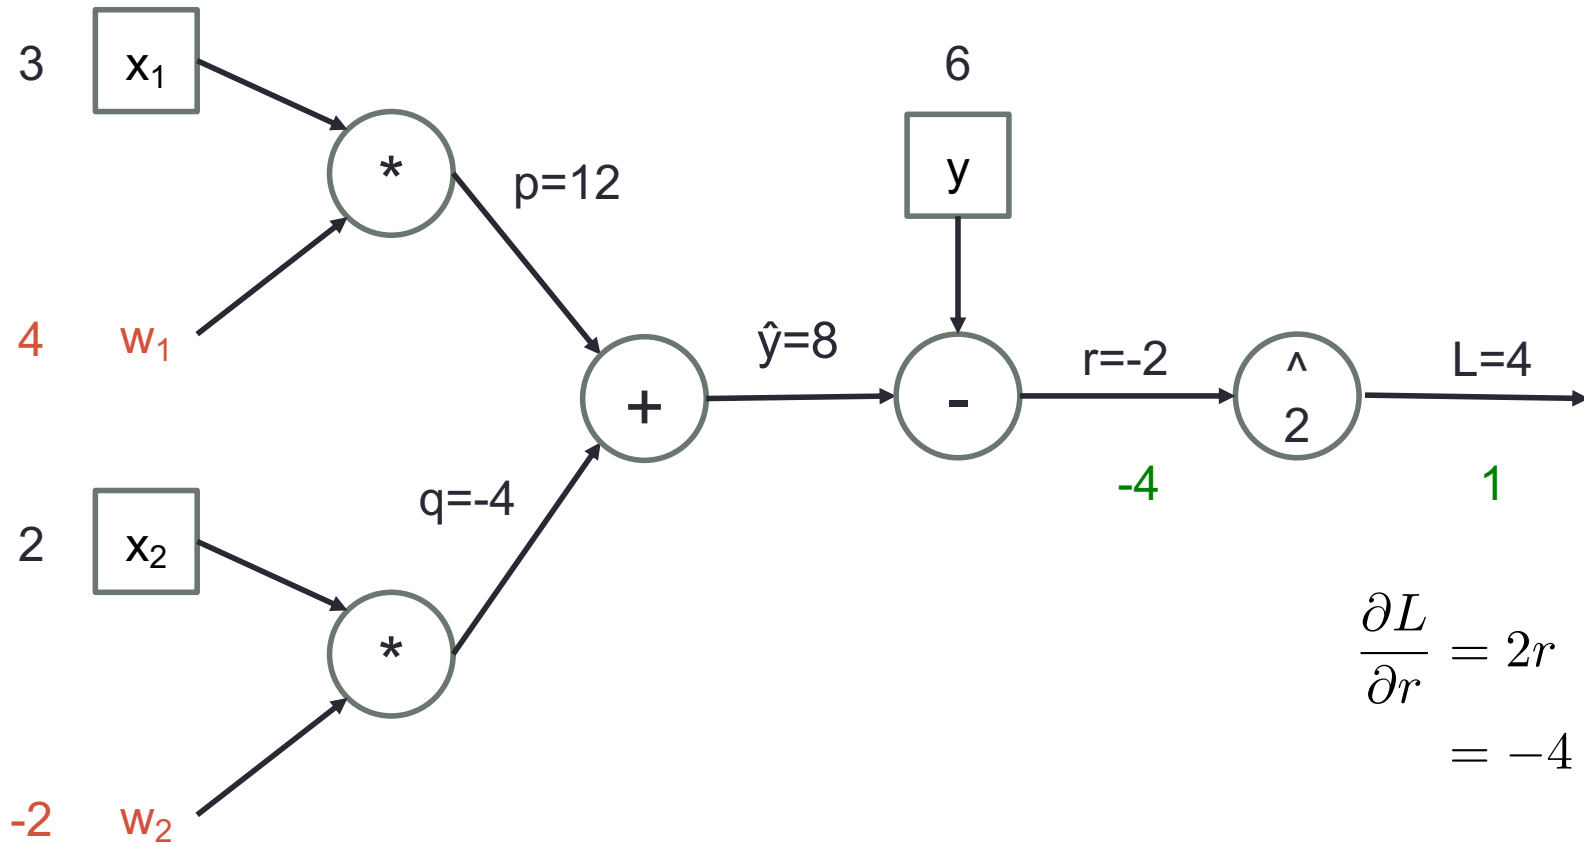 3
x₁
*
p=12
4
w₁
6
y
ŷ=8
+
-
r=-2
-4
^
2
L=4
1
2
x₂
q=-4
*
-2
w₂
∂L/∂r = 2r
= −4